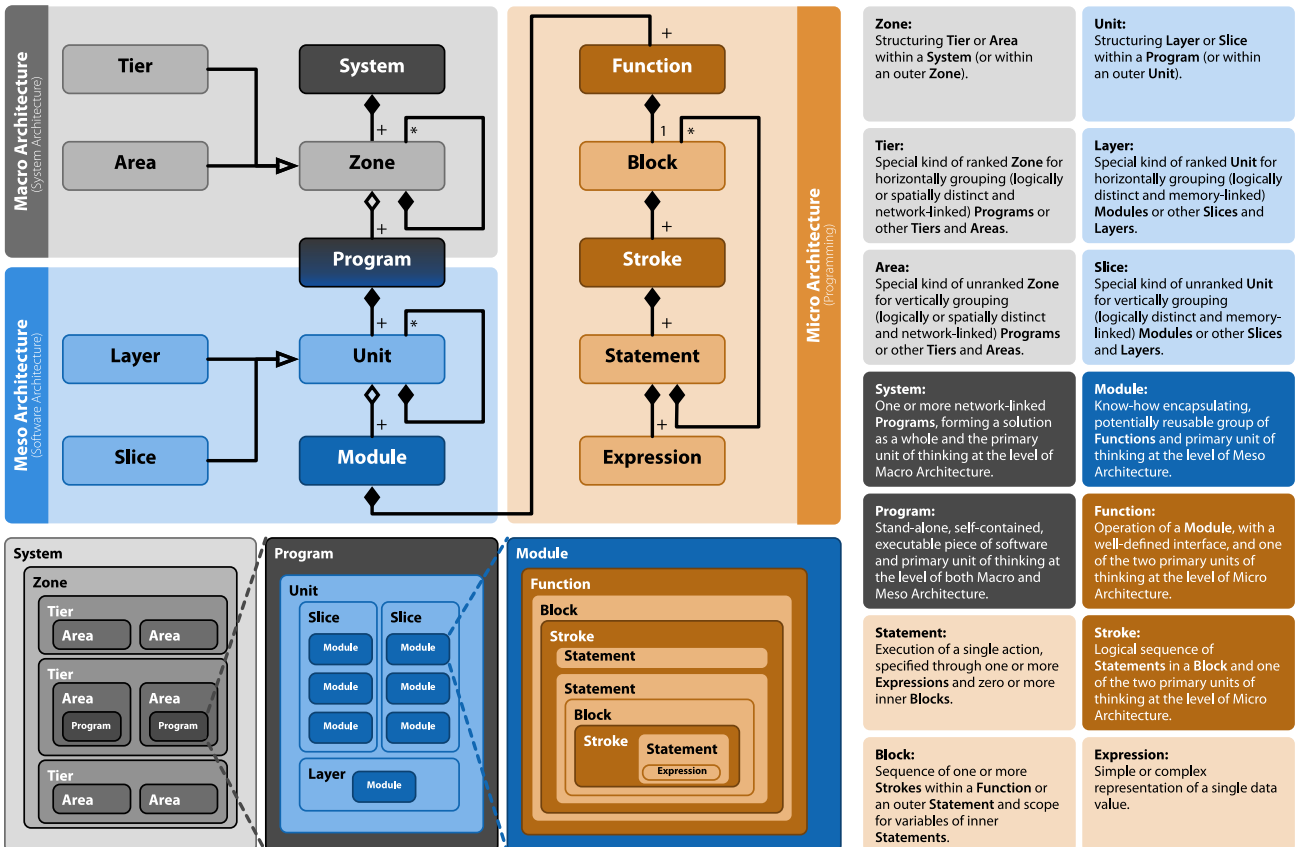 Macro Architecture
(System Architecture)
Tier
System
Area
+
*
Zone
+
Program
Meso Architecture
(Software Architecture)
+
*
Layer
Unit
+
Slice
Module
Micro Architecture
(Programming)
+
Function
1
*
Block
+
Stroke
+
Statement
+
Expression
System
Zone
Tier
Area
Area
Tier
Area
Area
Program
Program
Tier
Area
Area
Program
Unit
Slice
Slice
Module
Module
Module
Module
Module
Module
Layer
Module
Module
Function
Block
Stroke
Statement
Statement
Block
Stroke
Statement
Expression
Zone:
Structuring Tier or Area
within a System (or within
an outer Zone).
Unit:
Structuring Layer or Slice
within a Program (or within
an outer Unit).
Tier:
Special kind of ranked Zone for
horizontally grouping (logically
or spatially distinct and
network-linked) Programs or
other Tiers and Areas.
Layer:
Special kind of ranked Unit for
horizontally grouping (logically
distinct and memory-linked)
Modules or other Slices and
Layers.
Area:
Special kind of unranked Zone
for vertically grouping
(logically or spatially distinct
and network-linked) Programs
or other Tiers and Areas.
Slice:
Special kind of unranked Unit
for vertically grouping
(logically distinct and memory-
linked) Modules or other Slices
and Layers.
System:
One or more network-linked
Programs, forming a solution
as a whole and the primary
unit of thinking at the level of
Macro Architecture.
Module:
Know-how encapsulating,
potentially reusable group of
Functions and primary unit of
thinking at the level of Meso
Architecture.
Program:
Stand-alone, self-contained,
executable piece of software
and primary unit of thinking at
the level of both Macro and
Meso Architecture.
Function:
Operation of a Module, with a
well-defined interface, and one
of the two primary units of
thinking at the level of Micro
Architecture.
Statement:
Execution of a single action,
specified through one or more
Expressions and zero or more
inner Blocks.
Stroke:
Logical sequence of
Statements in a Block and one
of the two primary units of
thinking at the level of Micro
Architecture.
Block:
Sequence of one or more
Strokes within a Function or
an outer Statement and scope
for variables of inner
Statements.
Expression:
Simple or complex
representation of a single data
value.